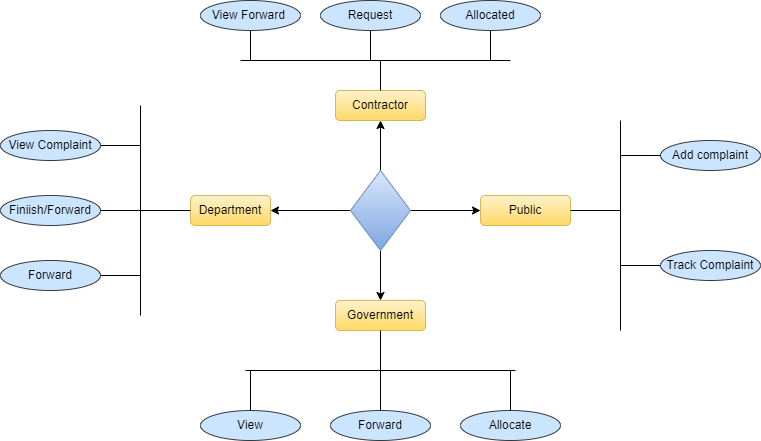 View Forward
Request
Allocated
Contractor
View Complaint
Add complaint
Finiish/Forward
Department
Public
Forward
Track Complaint
Government
View
Forward
Allocate